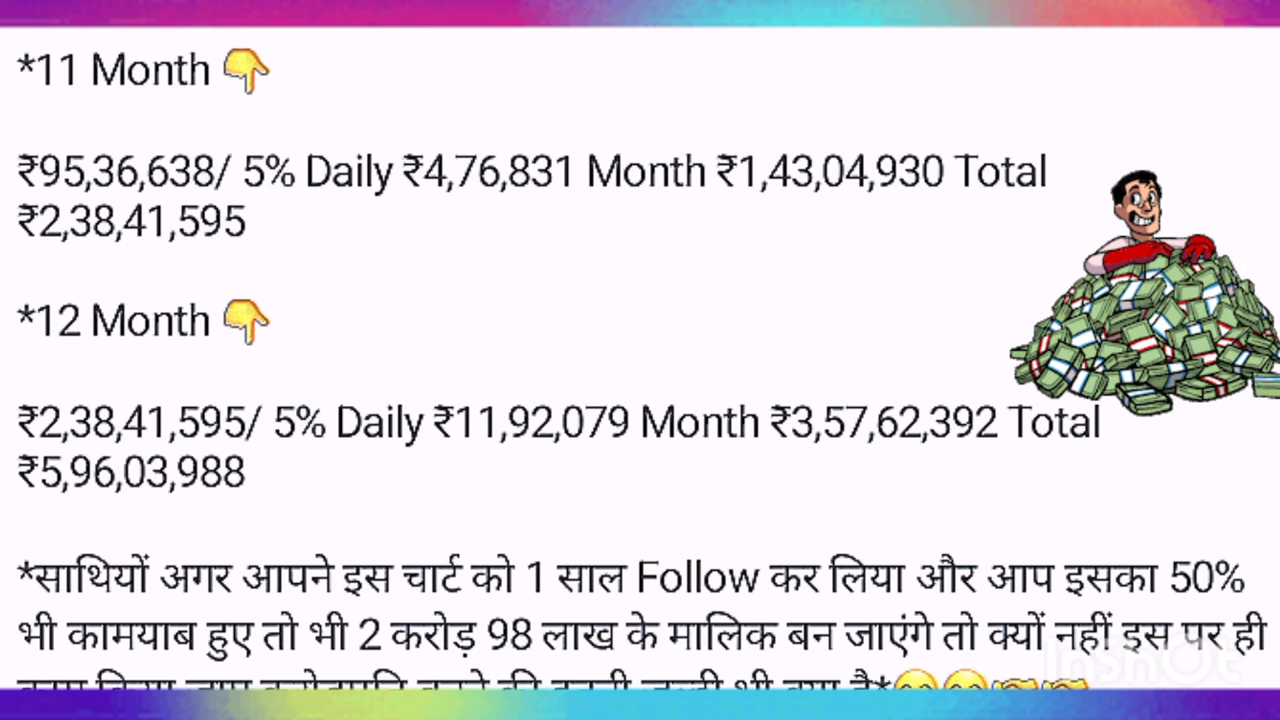 *11 Month 👇
₹95,36,638/ 5% Daily ₹4,76,831 Month ₹1,43,04,930 Total
₹2,38,41,595
*12 Month 👇
₹2,38,41,595/ 5% Daily ₹11,92,079 Month ₹3,57,62,392 Total
₹5,96,03,988
*साथियों अगर आपने इस चार्ट को 1 साल Follow कर लिया और आप इसका 50%
भी कामयाब हुए तो भी 2 करोड़ 98 लाख के मालिक बन जाएंगे तो क्यों नहीं इस पर ही
InShOt